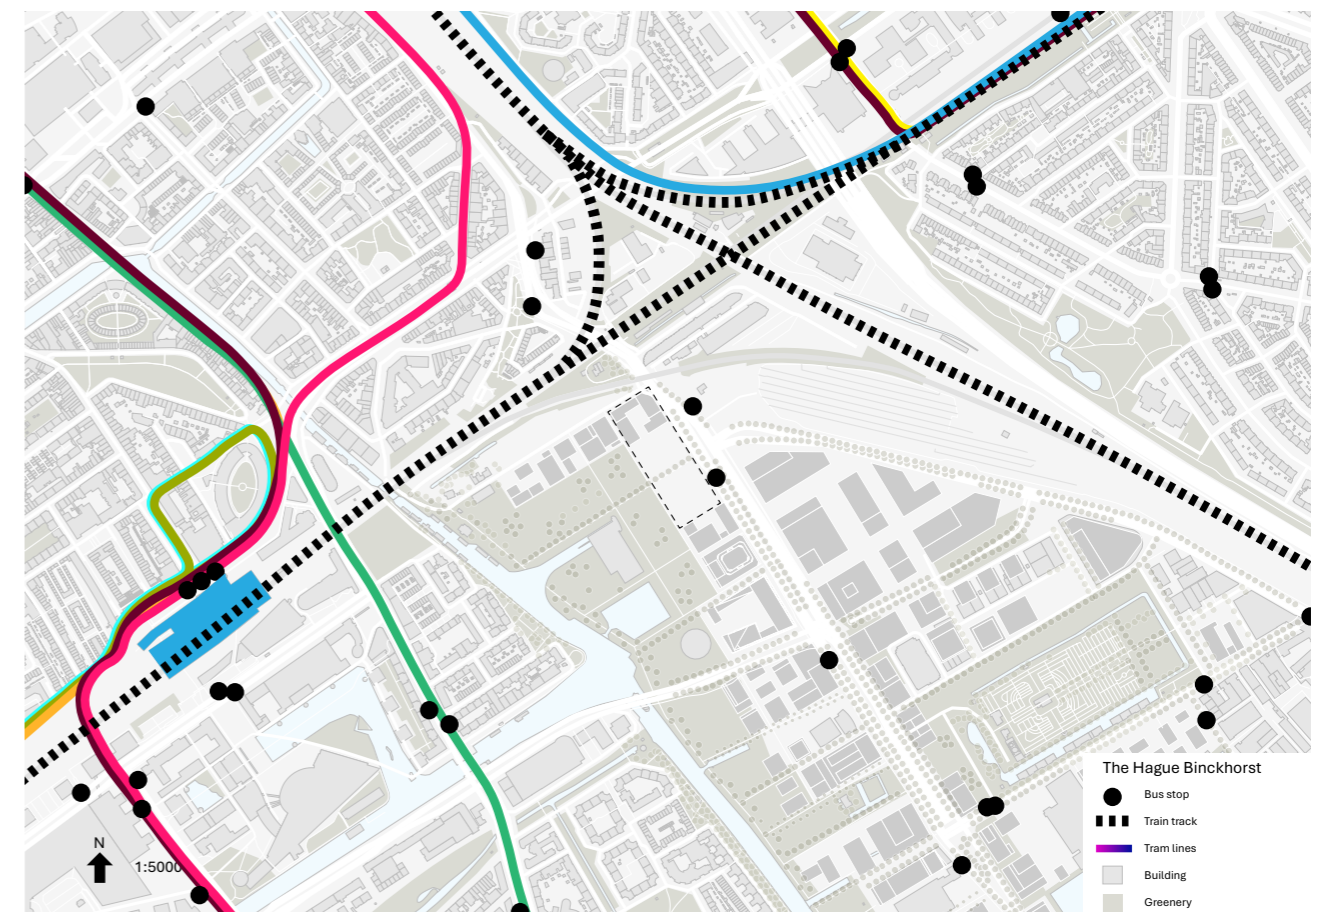 The Hague Binckhorst
Bus stop
Train track
Tram lines
Building
Greenery
N
1:5000